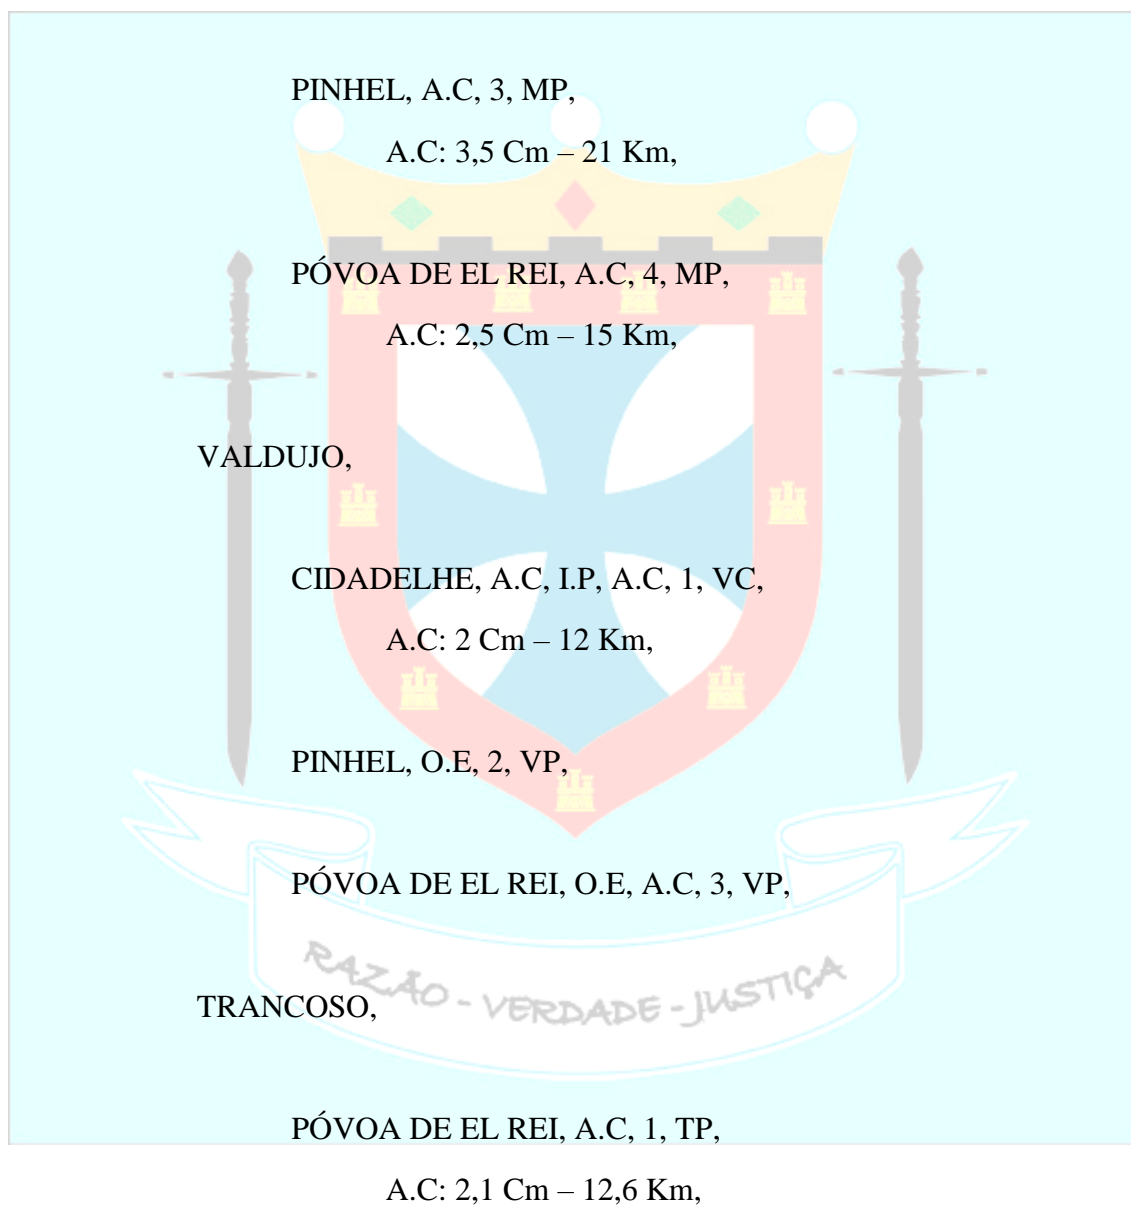 PINHEL, A.C, 3, MP,
A.C: 3,5 Cm – 21 Km,
PÓVOA DE EL REI, A.C, 4, MP,
A.C: 2,5 Cm – 15 Km,
VALDUJO,
CIDADELHE, A.C, I.P, A.C, 1, VC,
A.C: 2 Cm – 12 Km,
PINHEL, O.E, 2, VP,
PÓVOA DE EL REI, O.E, A.C, 3, VP,
RAZÃO - VERDADE - JUSTIÇA
TRANCOSO,
PÓVOA DE EL REI, A.C, 1, TP,
A.C: 2,1 Cm – 12,6 Km,